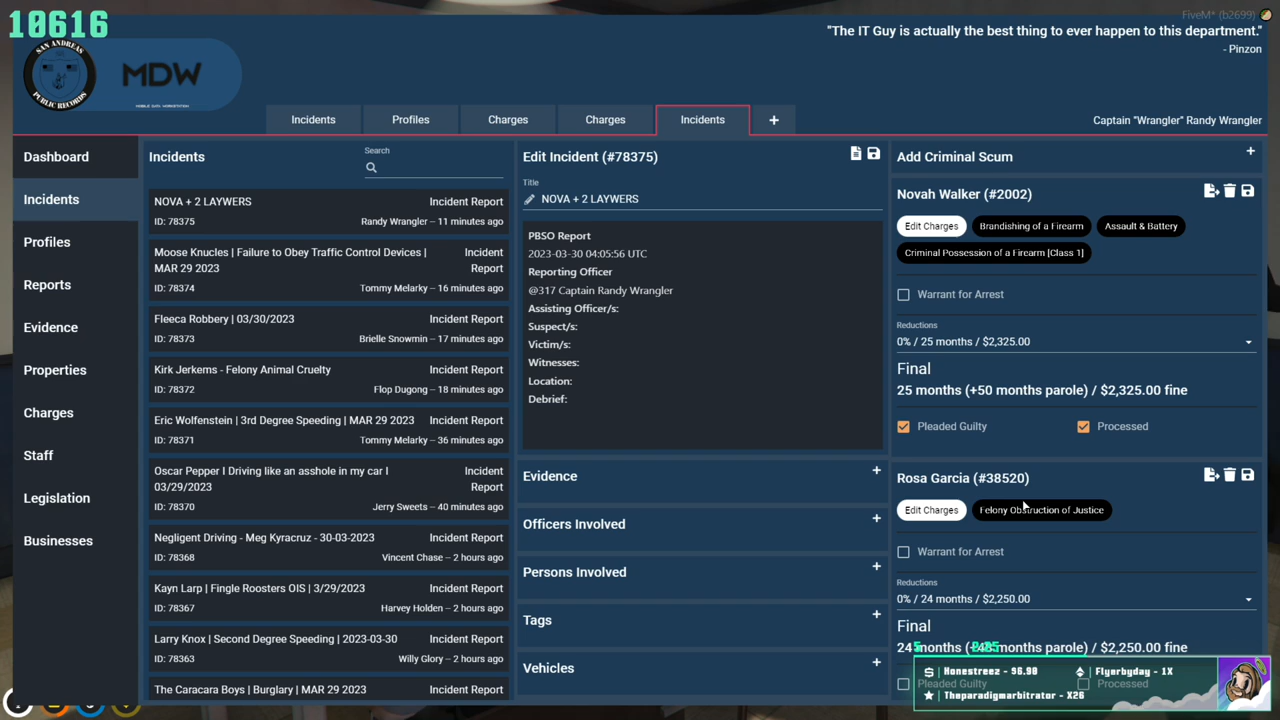 10616
FiveM* (b2699)
"The IT Guy is actually the best thing to ever happen to this department."
- Pinzon
SAN ANDREAS
PUBLIC RECORDS
MDW
MOBILE DATA WORKSTATION
Incidents
Profiles
Charges
Charges
Incidents
+
Captain "Wrangler" Randy Wrangler
Dashboard
Incidents
Profiles
Reports
Evidence
Properties
Charges
Staff
Legislation
Businesses
Incidents
Search
NOVA + 2 LAYWERS Incident Report
ID: 78375 Randy Wrangler – 11 minutes ago
Moose Knucles | Failure to Obey Traffic Control Devices | Incident
MAR 29 2023 Report
ID: 78374 Tommy Melarky – 16 minutes ago
Fleeca Robbery | 03/30/2023 Incident Report
ID: 78373 Brielle Snowmin – 17 minutes ago
Kirk Jerkems - Felony Animal Cruelty Incident Report
ID: 78372 Flop Dugong – 18 minutes ago
Eric Wolfenstein | 3rd Degree Speeding | MAR 29 2023 Incident Report
ID: 78371 Tommy Melarky – 36 minutes ago
Oscar Pepper I Driving like an asshole in my car I Incident
03/29/2023 Report
ID: 78370 Jerry Sweets – 40 minutes ago
Negligent Driving - Meg Kyracruz - 30-03-2023 Incident Report
ID: 78368 Vincent Chase – 2 hours ago
Kayn Larp | Fingle Roosters OIS | 3/29/2023 Incident Report
ID: 78367 Harvey Holden – 2 hours ago
Larry Knox | Second Degree Speeding | 2023-03-30 Incident Report
ID: 78363 Willy Glory – 2 hours ago
The Caracara Boys | Burglary | MAR 29 2023 Incident Report
Edit Incident (#78375)
Title
NOVA + 2 LAYWERS
PBSO Report
2023-03-30 04:05:56 UTC
Reporting Officer
@317 Captain Randy Wrangler
Assisting Officer/s:
Suspect/s:
Victim/s:
Witnesses:
Location:
Debrief:
Evidence +
Officers Involved +
Persons Involved +
Tags +
Vehicles +
Add Criminal Scum +
Novah Walker (#2002)
Edit Charges Brandishing of a Firearm Assault & Battery
Criminal Possession of a Firearm [Class 1]
Warrant for Arrest
Reductions
0% / 25 months / $2,325.00
Final
25 months (+50 months parole) / $2,325.00 fine
Pleaded Guilty Processed
Rosa Garcia (#38520)
Edit Charges Felony Obstruction of Justice
Warrant for Arrest
Reductions
0% / 24 months / $2,250.00
Final
24 months (+48 months parole) / $2,250.00 fine
Pleaded Guilty Processed
Honestreez - $6.90 Flyerbyday - 1X
Theparadigmarbitrator - X26